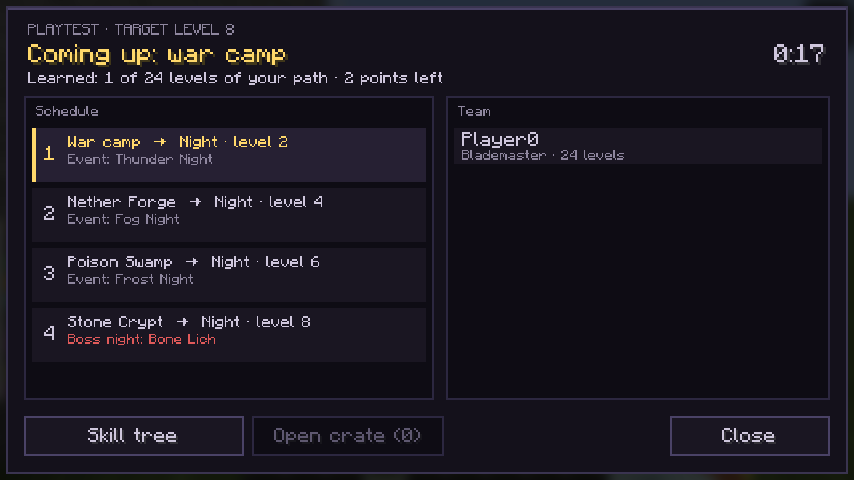 PLAYTEST · TARGET LEVEL 8
Coming up: war camp
0:17
Learned: 1 of 24 levels of your path · 2 points left
Schedule
1
War camp → Night · level 2
Event: Thunder Night
2
Nether Forge → Night · level 4
Event: Fog Night
3
Poison Swamp → Night · level 6
Event: Frost Night
4
Stone Crypt → Night · level 8
Boss night: Bone Lich
Team
Player0
Blademaster · 24 levels
Skill tree
Open crate (0)
Close